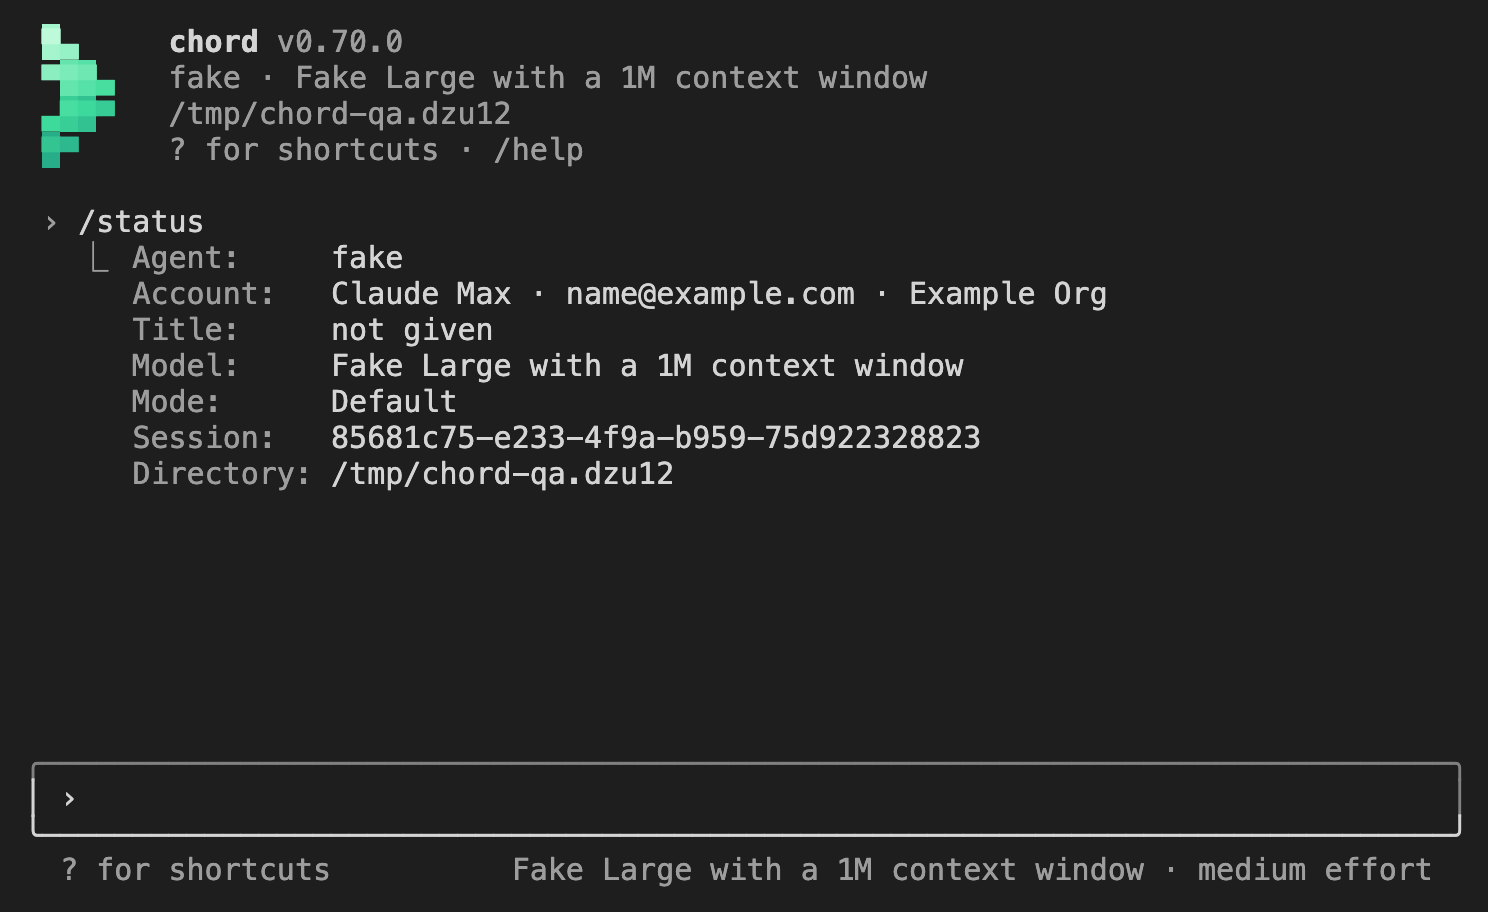 chord v0.70.0
fake · Fake Large with a 1M context window
/tmp/chord-qa.dzu12
? for shortcuts · /help
› /status
Agent: fake
Account: Claude Max · name@example.com · Example Org
Title: not given
Model: Fake Large with a 1M context window
Mode: Default
Session: 85681c75-e233-4f9a-b959-75d922328823
Directory: /tmp/chord-qa.dzu12
›
? for shortcuts Fake Large with a 1M context window · medium effort